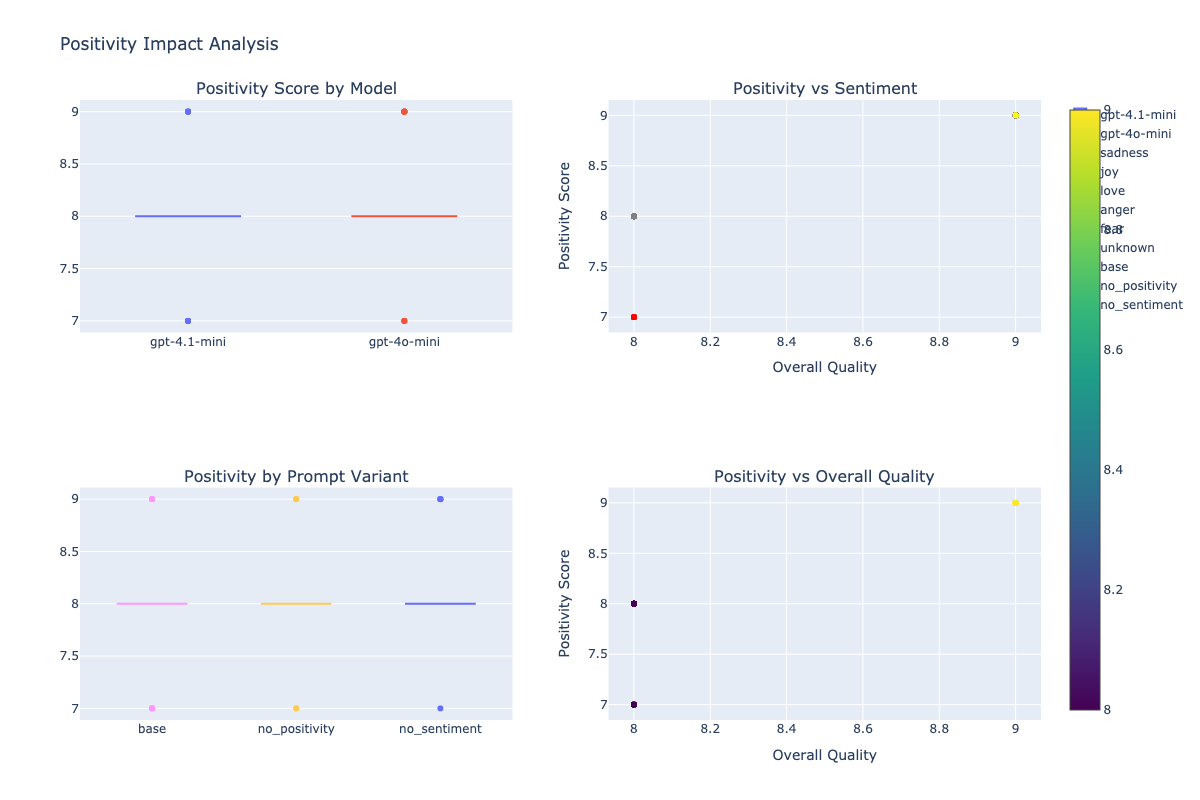 Positivity Impact Analysis
Positivity Score by Model
9
8.5
8
7.5
7
gpt-4.1-mini
gpt-4o-mini
Positivity vs Sentiment
Positivity Score
9
8.5
8
7.5
7
8
8.2
8.4
8.6
8.8
9
Overall Quality
Positivity by Prompt Variant
9
8.5
8
7.5
7
base
no_positivity
no_sentiment
Positivity vs Overall Quality
Positivity Score
9
8.5
8
7.5
7
8
8.2
8.4
8.6
8.8
9
Overall Quality
gpt-4.1-mini
gpt-4o-mini
sadness
joy
love
anger
fear
unknown
base
no_positivity
no_sentiment
9
8.8
8.6
8.4
8.2
8